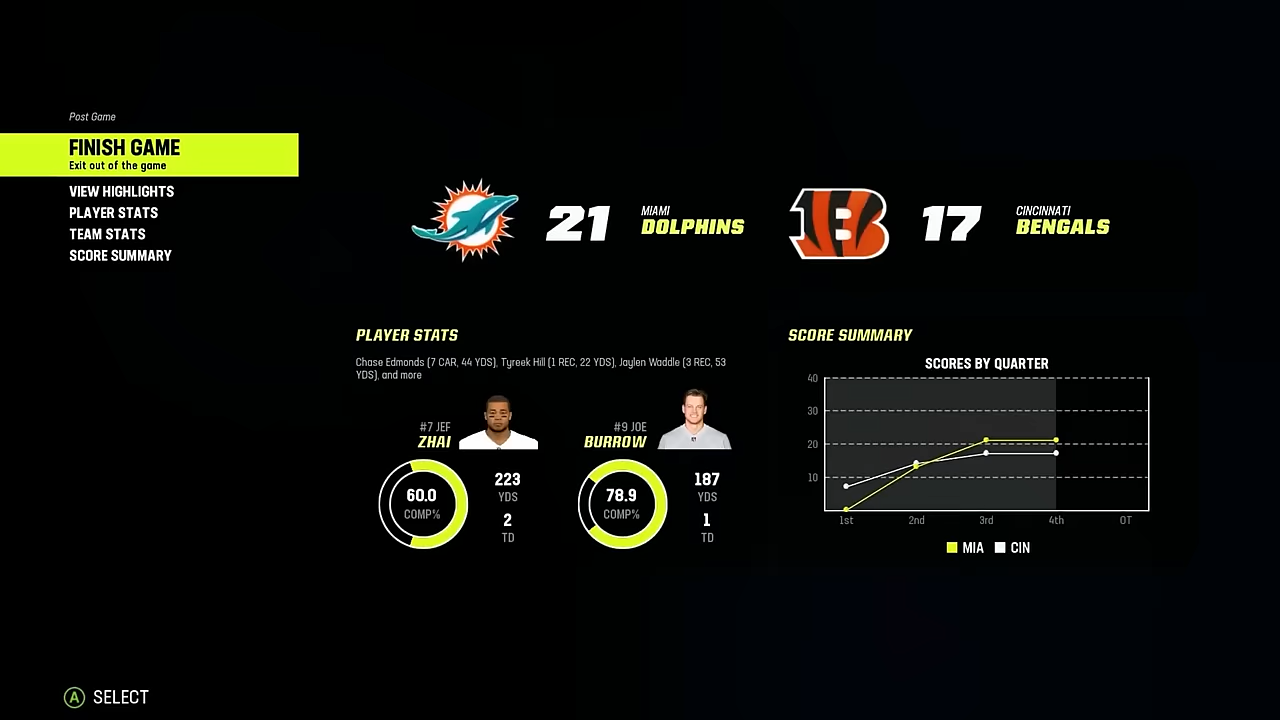 Post Game
FINISH GAME
Exit out of the game
VIEW HIGHLIGHTS
PLAYER STATS
TEAM STATS
SCORE SUMMARY
21
MIAMI
DOLPHINS
B
17
CINCINNATI
BENGALS
PLAYER STATS
Chase Edmonds (7 CAR, 44 YDS), Tyreek Hill (1 REC, 22 YDS), Jaylen Waddle (3 REC, 53
YDS), and more
#7 JEF
ZHAI
60.0
COMP%
223
YDS
2
TD
#9 JOE
BURROW
78.9
COMP%
187
YDS
1
TD
SCORE SUMMARY
SCORES BY QUARTER
40
30
20
10
1st 2nd 3rd 4th OT
MIA CIN
A SELECT